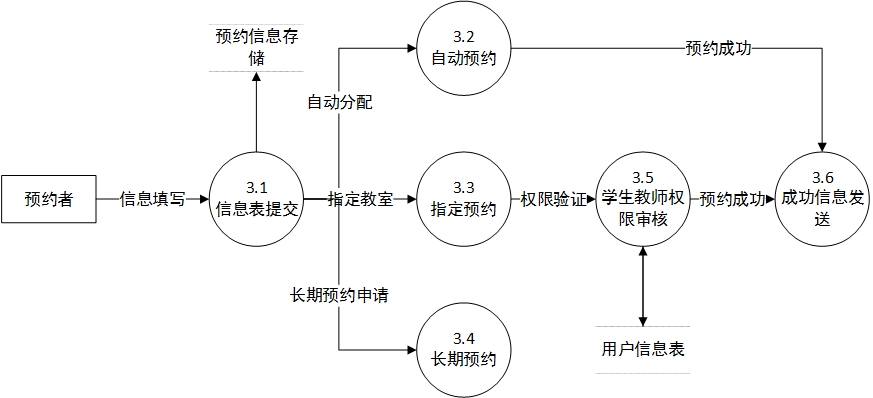 预约信息存
储
3.2
自动预约
预约成功
自动分配
预约者
信息填写
3.1
信息表提交
指定教室
3.3
指定预约
权限验证
3.5
学生教师权
限审核
预约成功
3.6
成功信息发
送
长期预约申请
3.4
长期预约
用户信息表